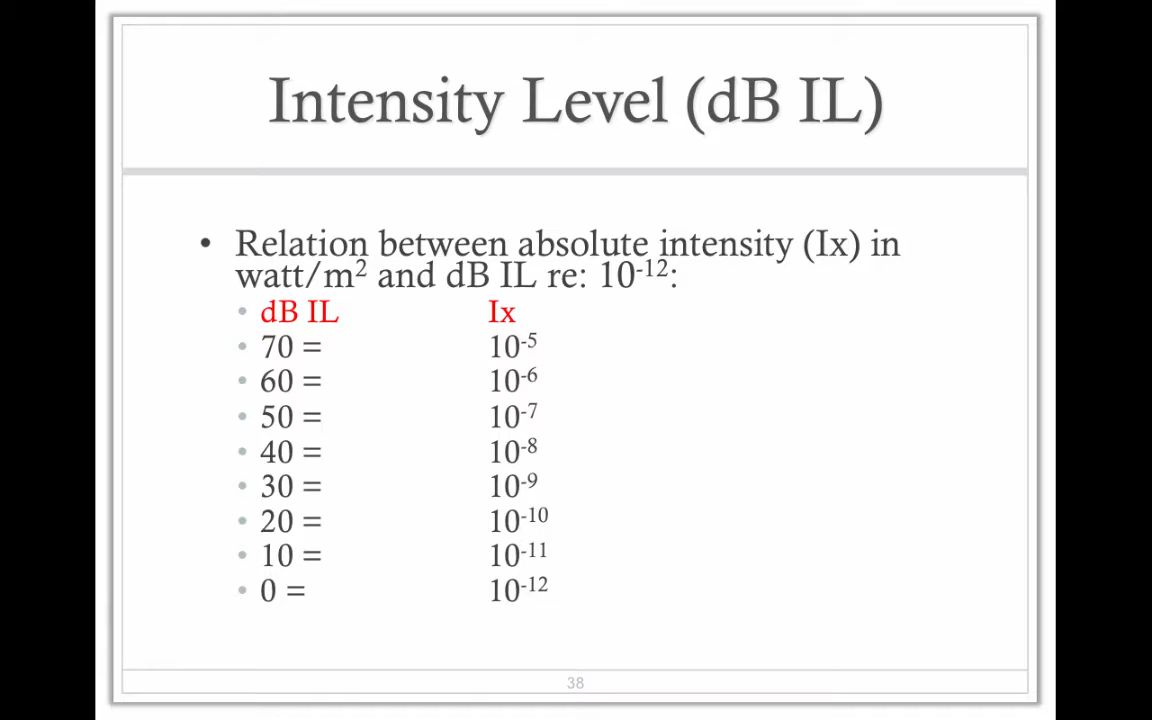 Intensity Level (dB IL)
• Relation between absolute intensity (Ix) in
watt/m² and dB IL re: 10⁻¹²:
• dB IL Ix
• 70 = 10⁻⁵
• 60 = 10⁻⁶
• 50 = 10⁻⁷
• 40 = 10⁻⁸
• 30 = 10⁻⁹
• 20 = 10⁻¹⁰
• 10 = 10⁻¹¹
• 0 = 10⁻¹²
38